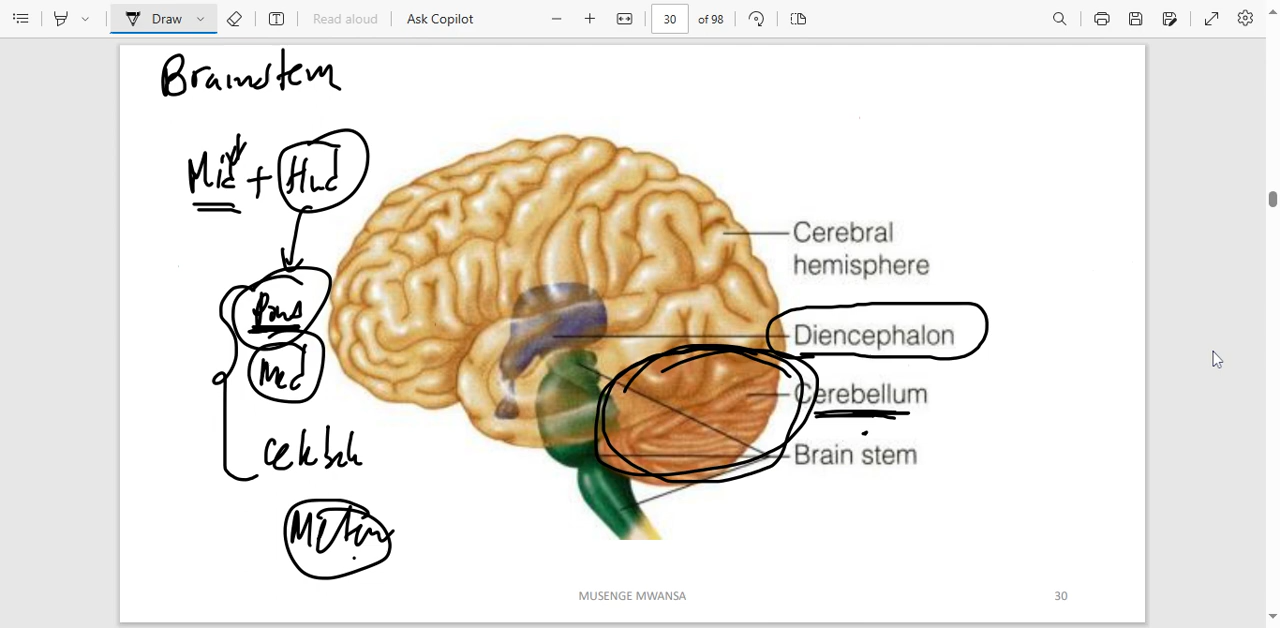 Draw
Read aloud
Ask Copilot
30
of 98
Brainstem
Mid + Hind
Pons
Med
Cerebral
hemisphere
Diencephalon
Cerebellum
Brain stem
MUSENGE MWANSA
30